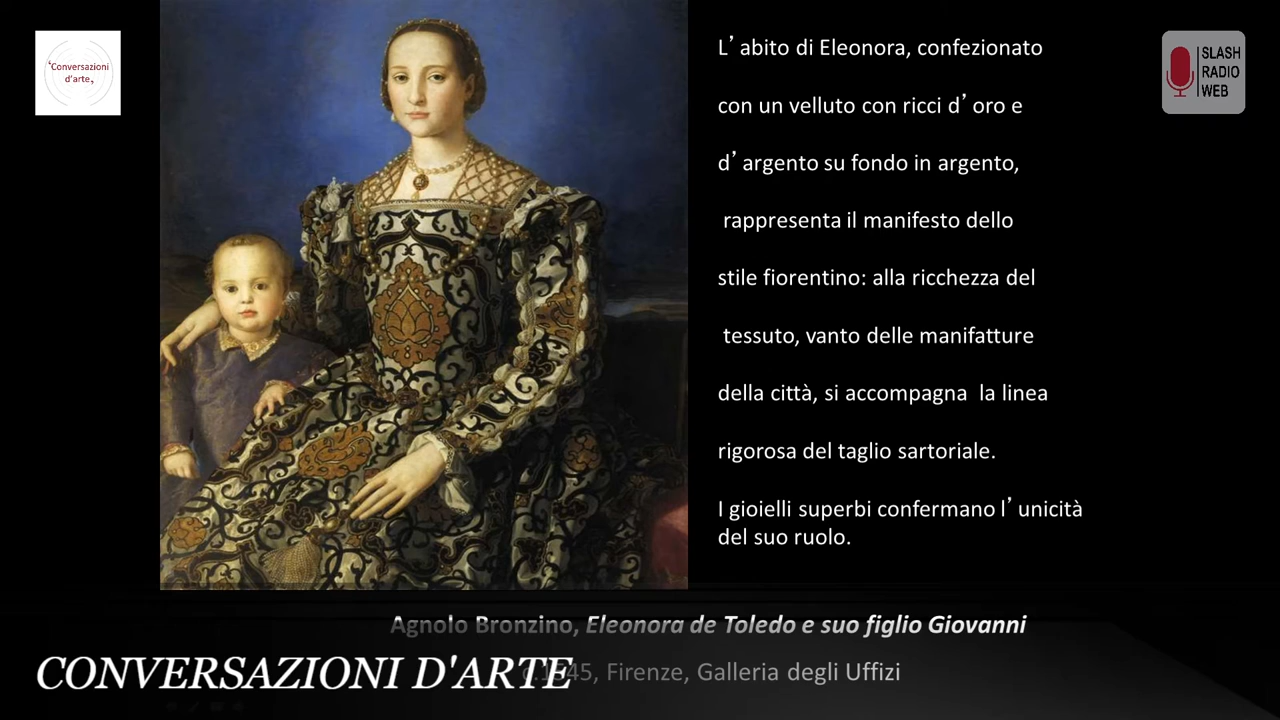 ‘Conversazioni
d'arte,
SLASH
RADIO
WEB
L’ abito di Eleonora, confezionato
con un velluto con ricci d’ oro e
d’ argento su fondo in argento,
rappresenta il manifesto dello
stile fiorentino: alla ricchezza del
tessuto, vanto delle manifatture
della città, si accompagna  la linea
rigorosa del taglio sartoriale.
I gioielli superbi confermano l’ unicità
del suo ruolo.
Agnolo Bronzino, Eleonora de Toledo e suo figlio Giovanni
CONVERSAZIONI D'ARTE
c.1545, Firenze, Galleria degli Uffizi